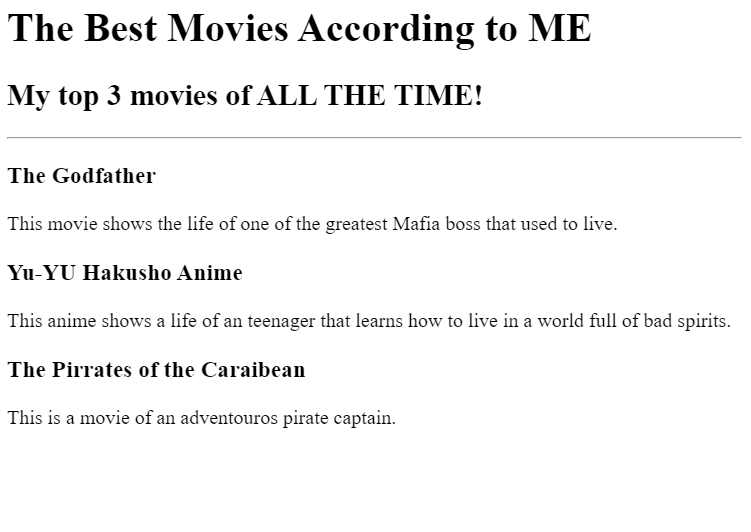 The Best Movies According to ME
My top 3 movies of ALL THE TIME!
The Godfather
This movie shows the life of one of the greatest Mafia boss that used to live.
Yu-YU Hakusho Anime
This anime shows a life of an teenager that learns how to live in a world full of bad spirits.
The Pirrates of the Caraibean
This is a movie of an adventouros pirate captain.